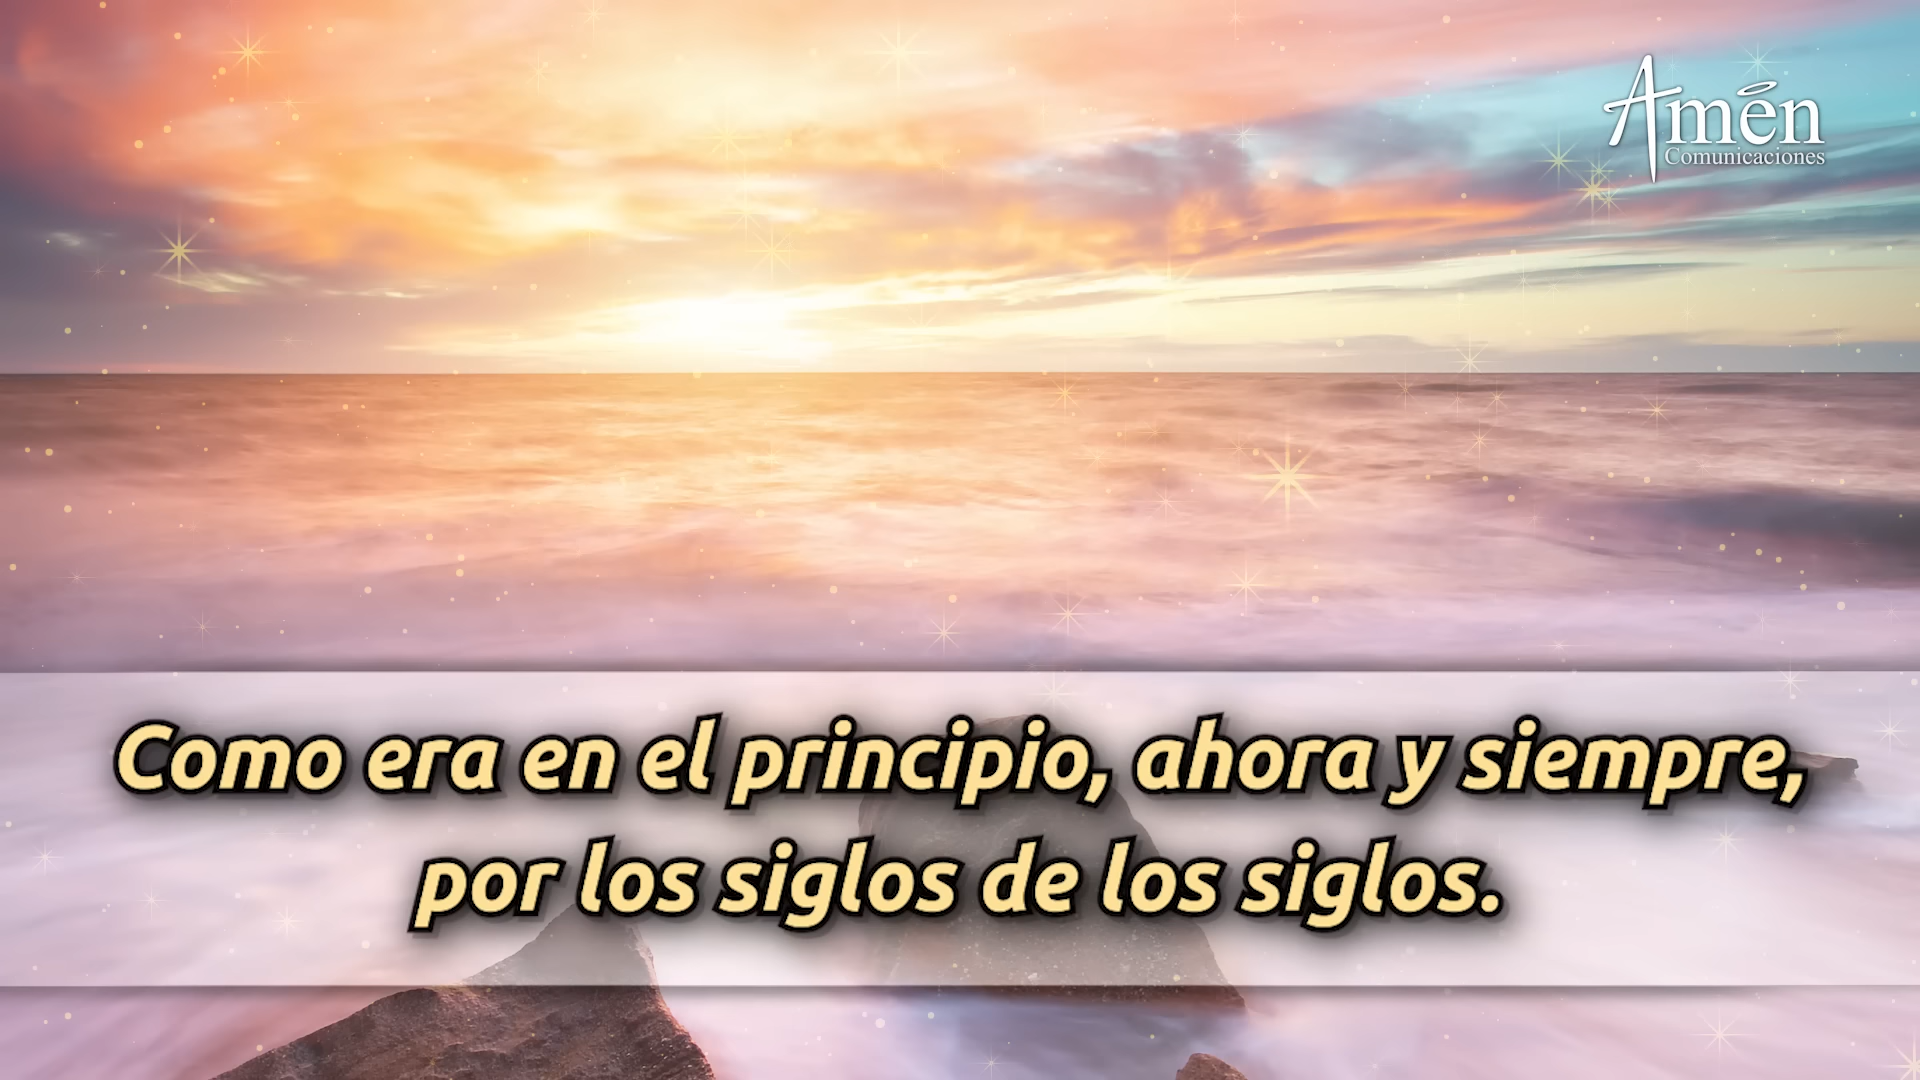 Amén
Comunicaciones
Como era en el principio, ahora y siempre,
por los siglos de los siglos.